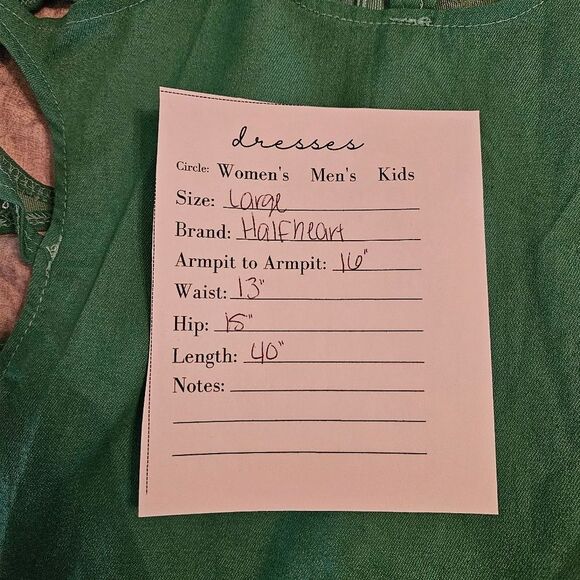 dresses
Circle: Women's Men's Kids
Size: Large
Brand: Halfheart
Armpit to Armpit: 16"
Waist: 13"
Hip: 18"
Length: 40"
Notes: